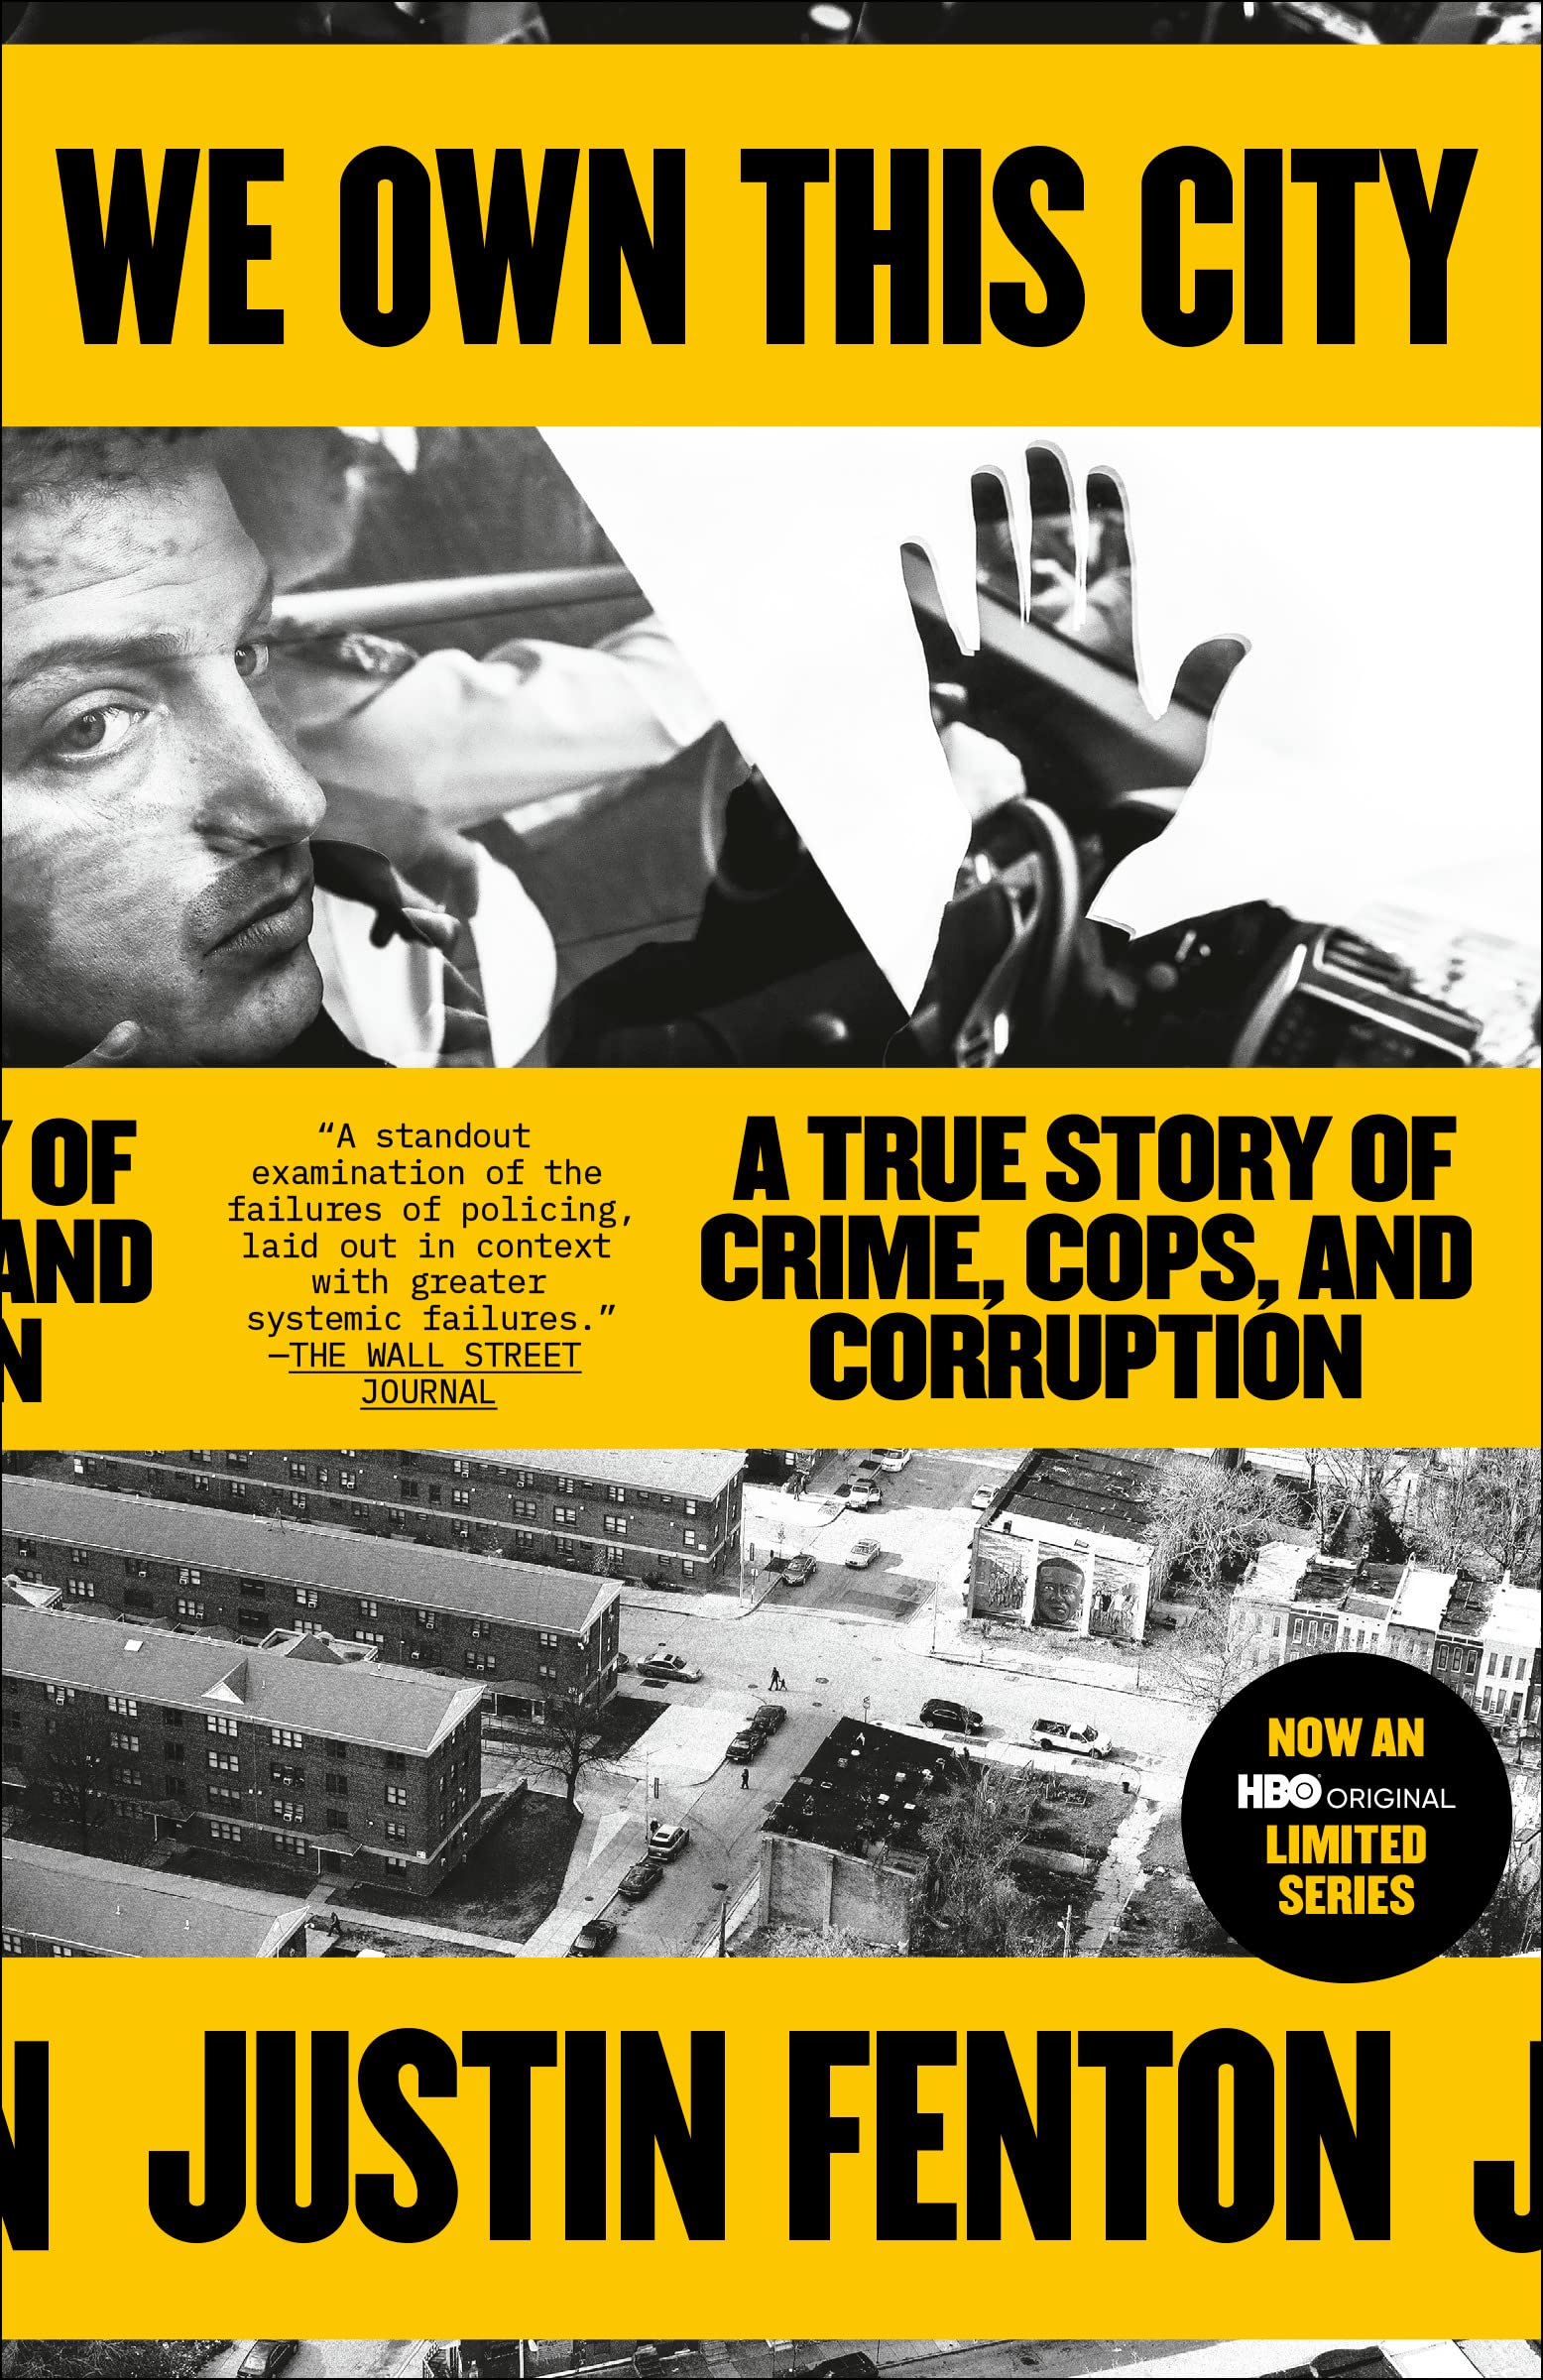 WE OWN THIS CITY
Y OF
AND
N
“A standout
examination of the
failures of policing,
laid out in context
with greater
systemic failures.”
—THE WALL STREET
JOURNAL
A TRUE STORY OF
CRIME, COPS, AND
CORRUPTION
NOW AN
HBO ORIGINAL
LIMITED
SERIES
N JUSTIN FENTON J